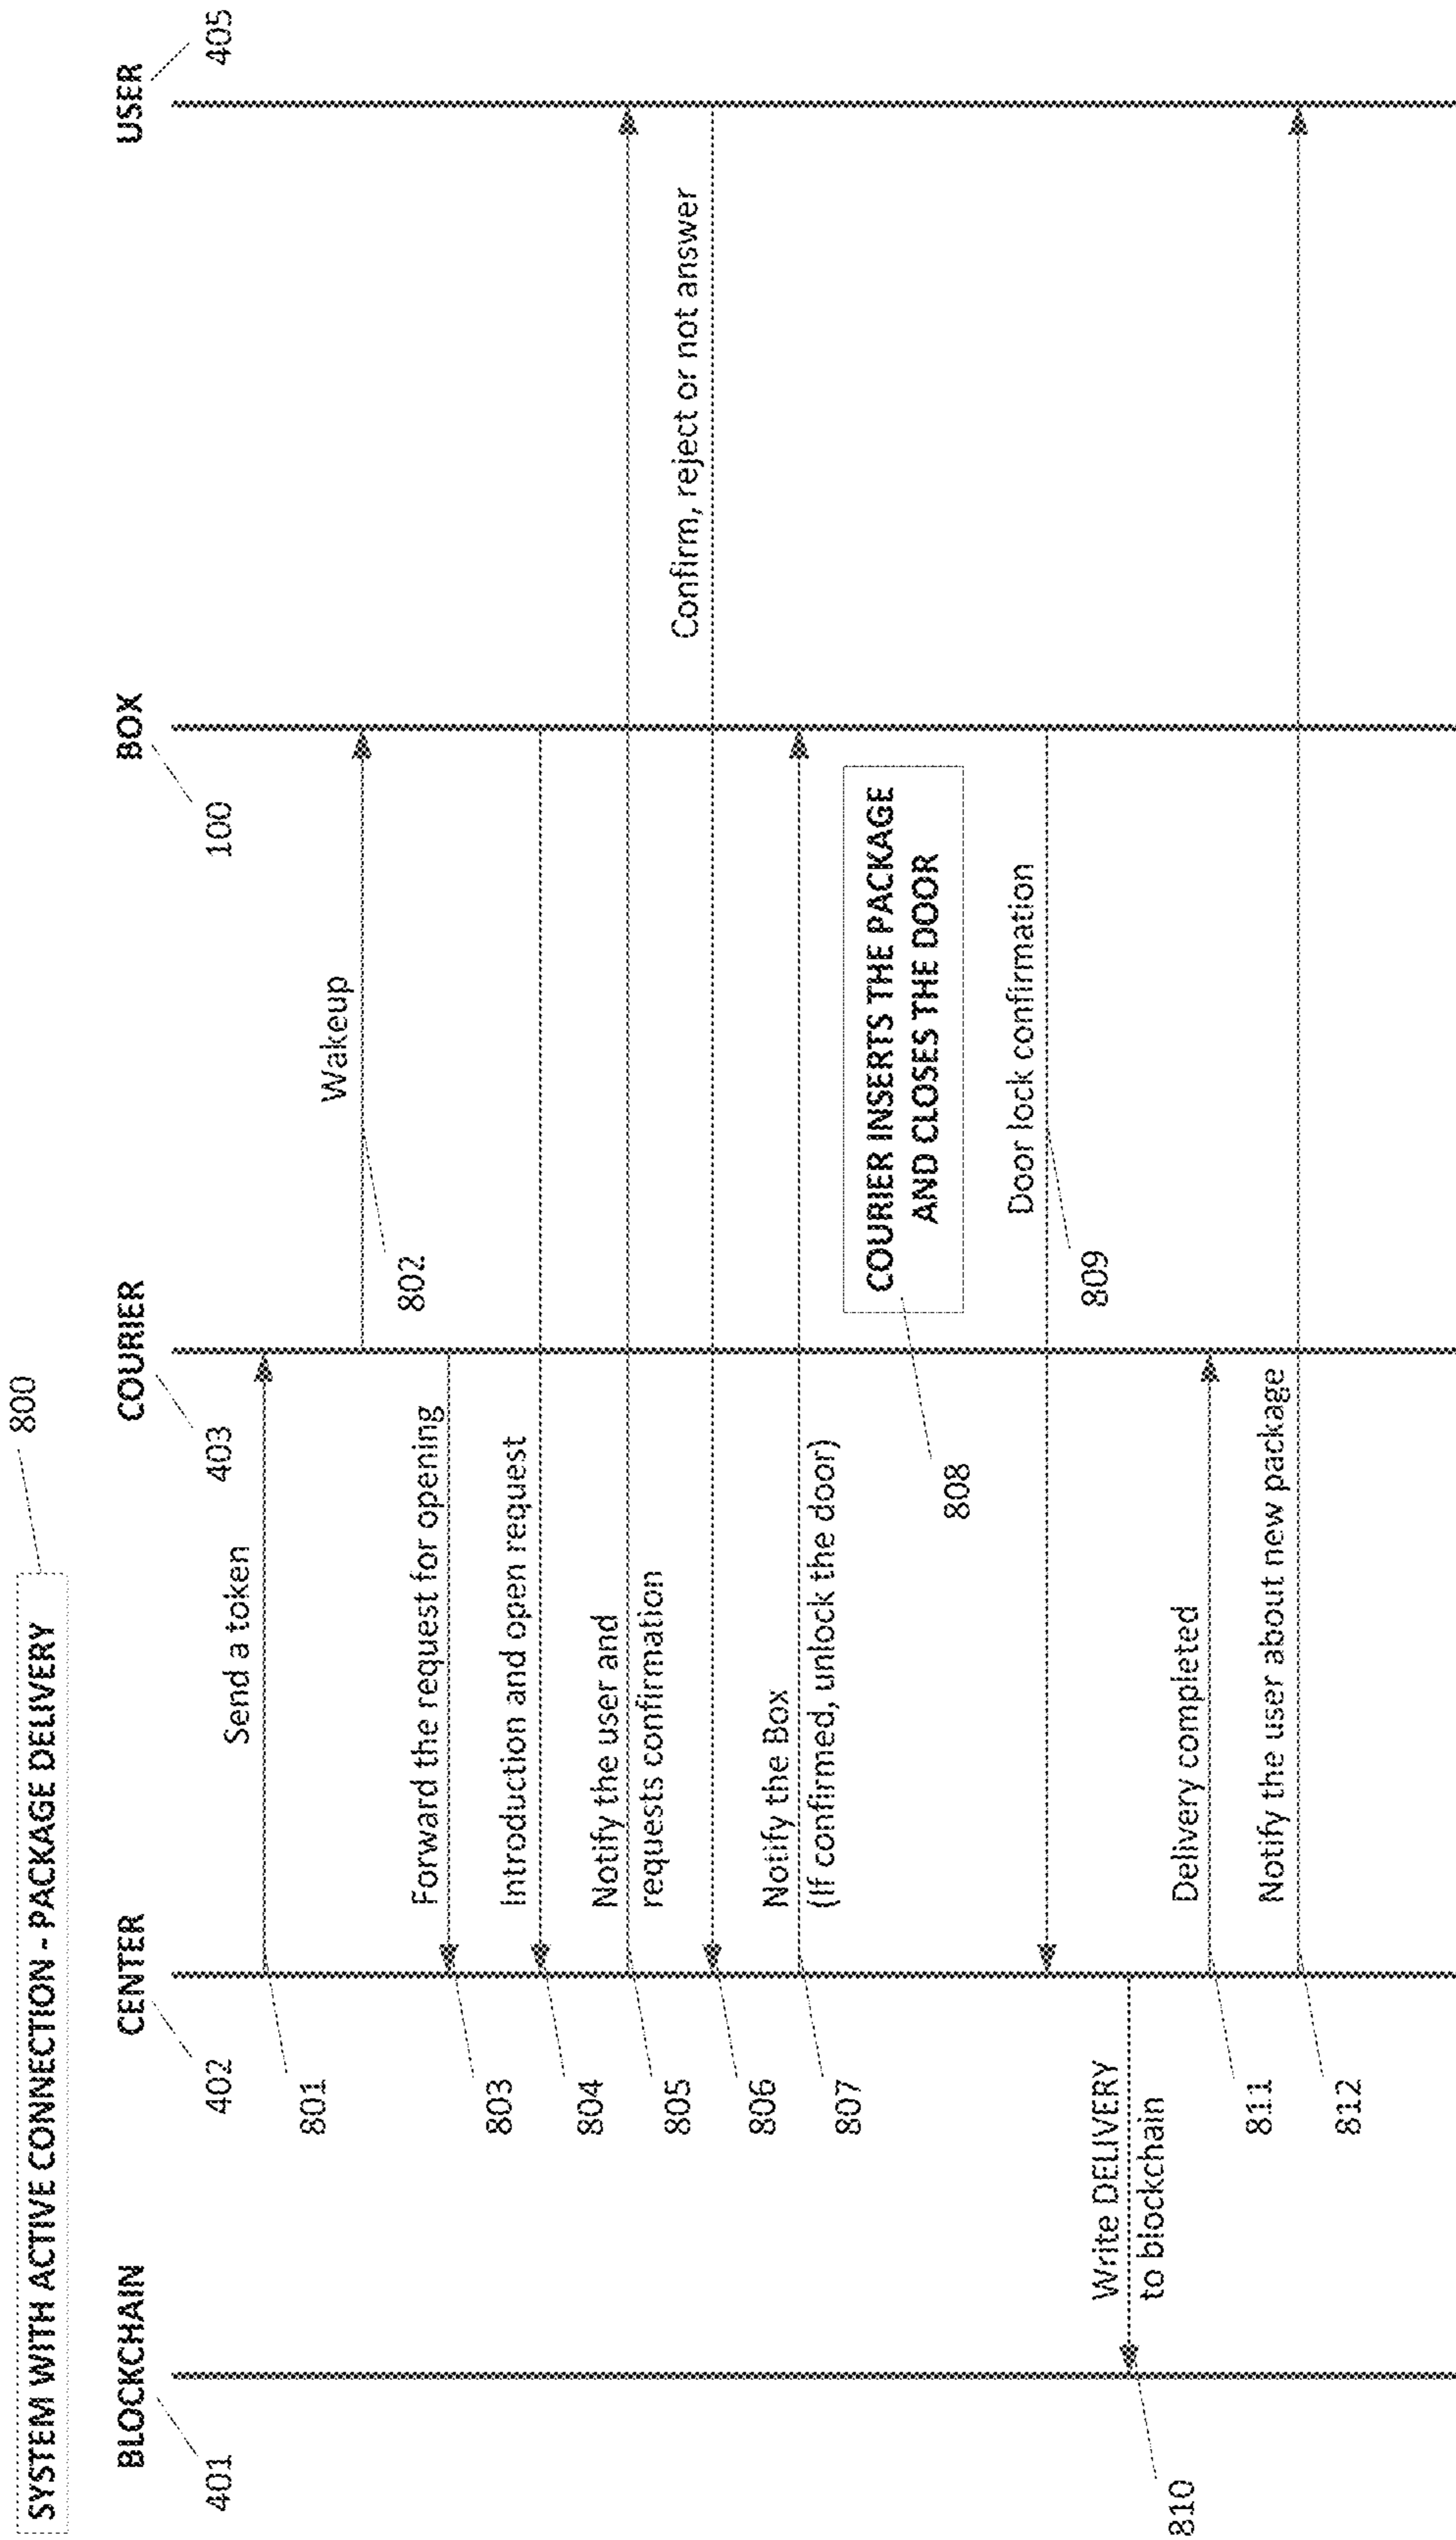 SYSTEM WITH ACTIVE CONNECTION - PACKAGE DELIVERY
800
BLOCKCHAIN
CENTER
COURIER
BOX
USER
401
402
403
100
405
Send a token
801
Wakeup
802
Forward the request for opening
803
Introduction and open request
804
Notify the user and
requests confirmation
805
Confirm, reject or not answer
806
Notify the Box
(If confirmed, unlock the door)
807
COURIER INSERTS THE PACKAGE
AND CLOSES THE DOOR
808
Door lock confirmation
809
Write DELIVERY
to blockchain
810
Delivery completed
811
Notify the user about new package
812